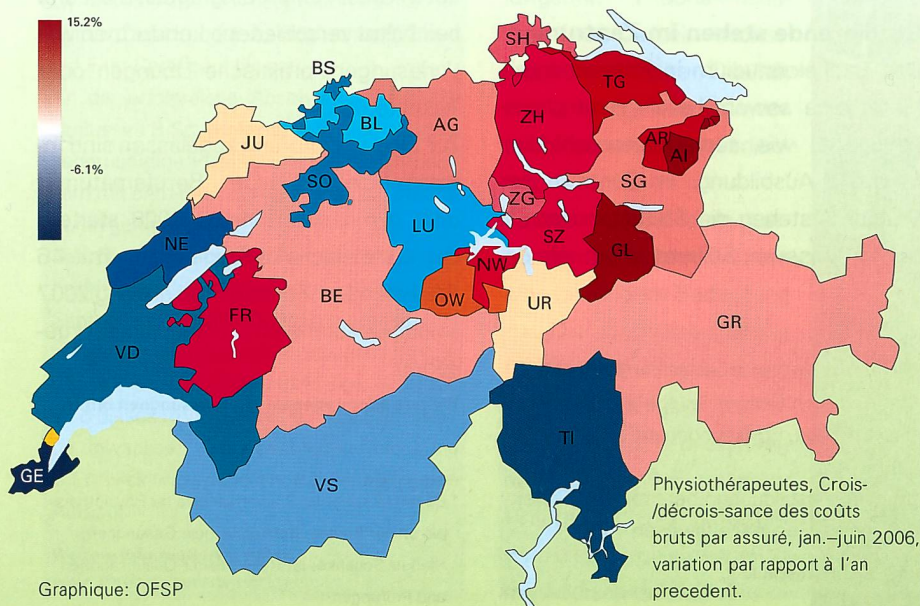 15.2%
-6.1%
SH
BS
TG
BL
AG
ZH
JU
AR
AI
SO
SG
ZG
LU
SZ
NE
GL
NW
OW
UR
BE
FR
GR
VD
TI
GE
VS
Physiothérapeutes, Crois-
/décrois-sance des coûts
bruts par assuré, jan.–juin 2006,
variation par rapport à l'an
precedent.
Graphique: OFSP